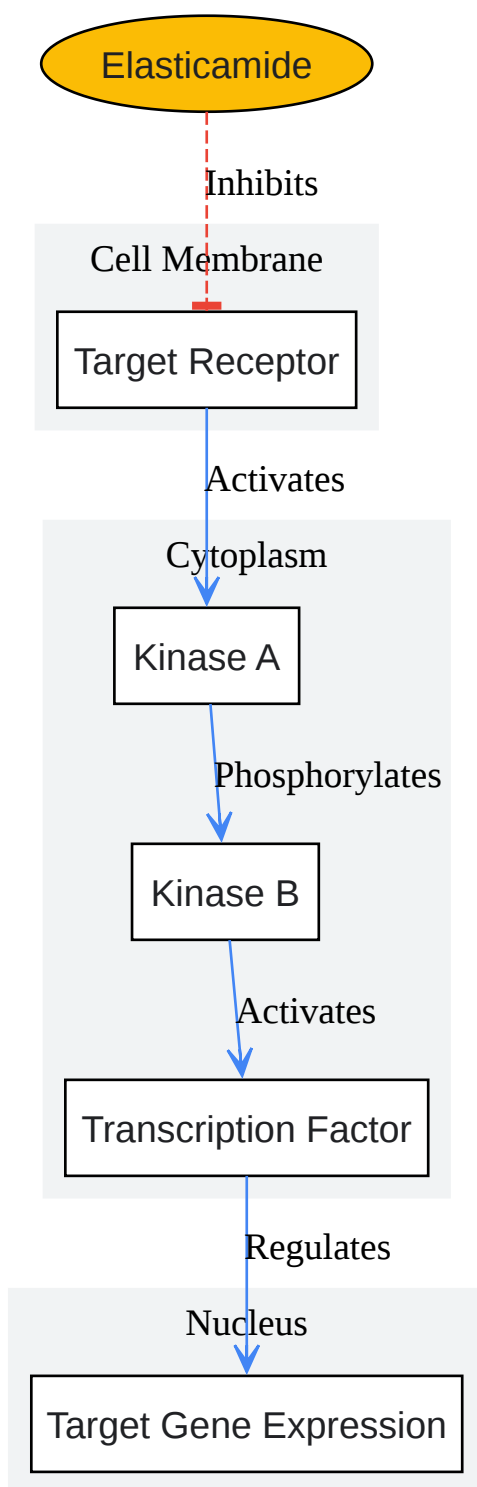 Elasticamide
Inhibits
Cell Membrane
Target Receptor
Activates
Cytoplasm
Kinase A
Phosphorylates
Kinase B
Activates
Transcription Factor
Regulates
Nucleus
Target Gene Expression